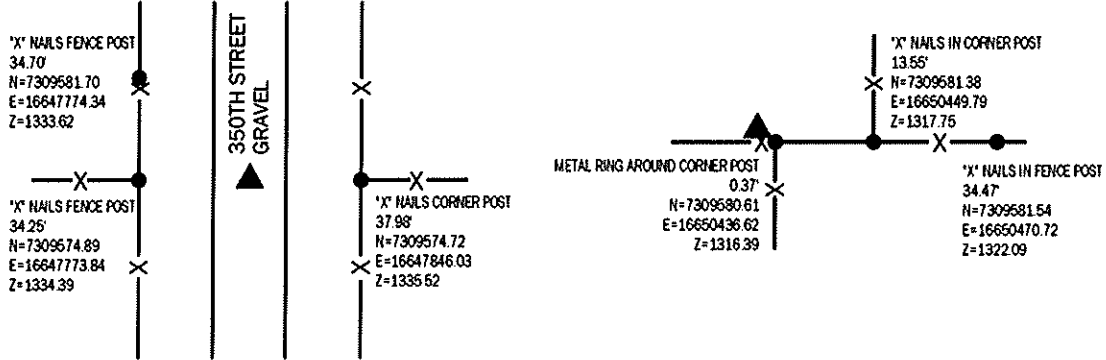 "X" NAILS FENCE POST
34.70'
N=7309581.70
E=16647774.34
Z=1333.62
"X" NAILS FENCE POST
34.25'
N=7309574.89
E=16647773.84
Z=1334.39
350TH STREET
GRAVEL
"X" NAILS CORNER POST
37.98'
N=7309574.72
E=16647846.03
Z=1335.52
"X" NAILS IN CORNER POST
13.55'
N=7309581.38
E=16650449.79
Z=1317.75
METAL RING AROUND CORNER POST
0.37'
N=7309580.61
E=16650436.62
Z=1316.39
"X" NAILS IN FENCE POST
34.47'
N=7309581.54
E=16650470.72
Z=1322.09